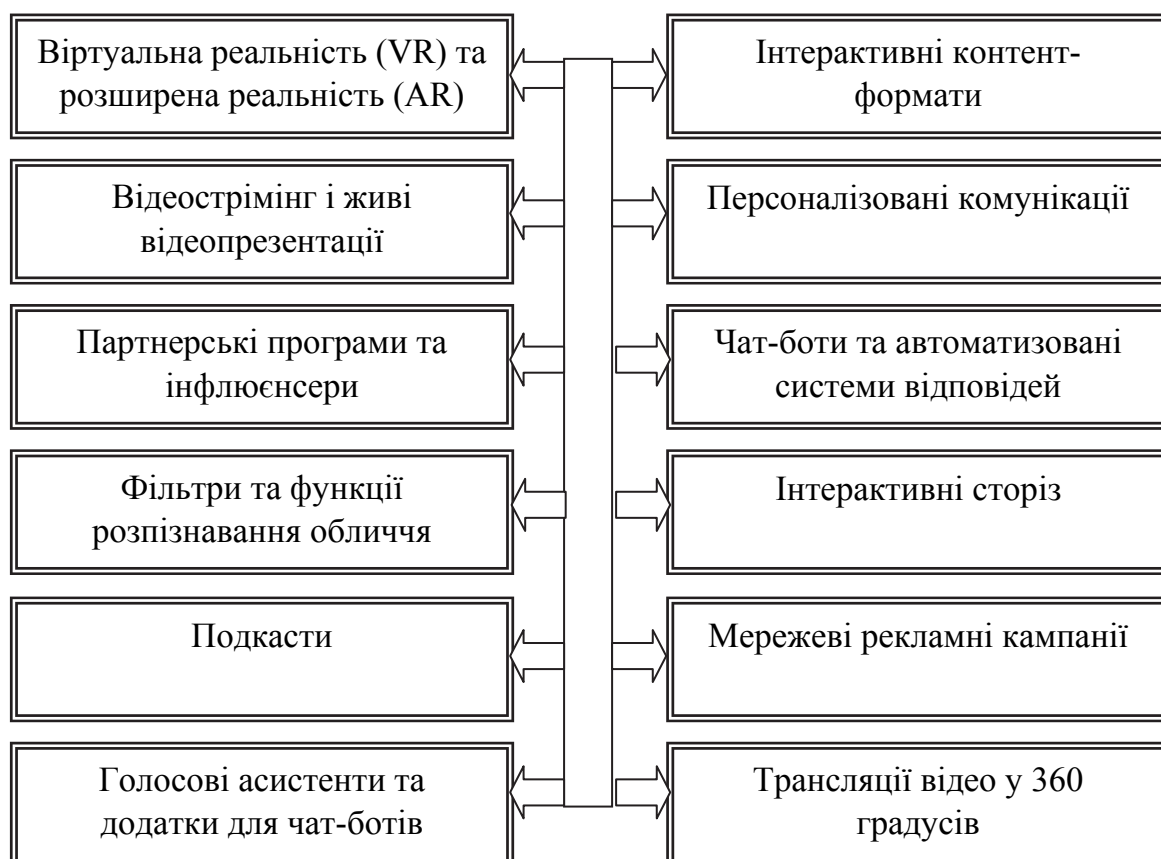 Віртуальна реальність (VR) та
розширена реальність (AR)
Інтерактивні контент-
формати
Відеострімінг і живі
відеопрезентації
Персоналізовані комунікації
Партнерські програми та
інфлюєнсери
Чат-боти та автоматизовані
системи відповідей
Фільтри та функції
розпізнавання обличчя
Інтерактивні сторіз
Подкасти
Мережеві рекламні кампанії
Голосові асистенти та
додатки для чат-ботів
Трансляції відео у 360
градусів